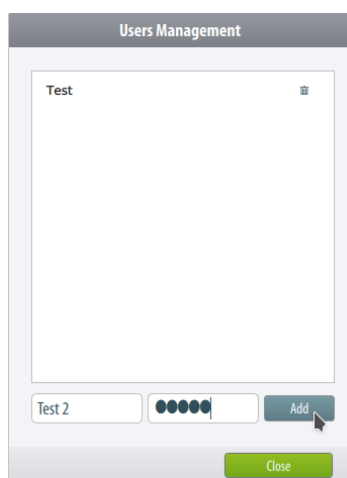 Users Management
Test
Test 2
●●●●●
Add
Close